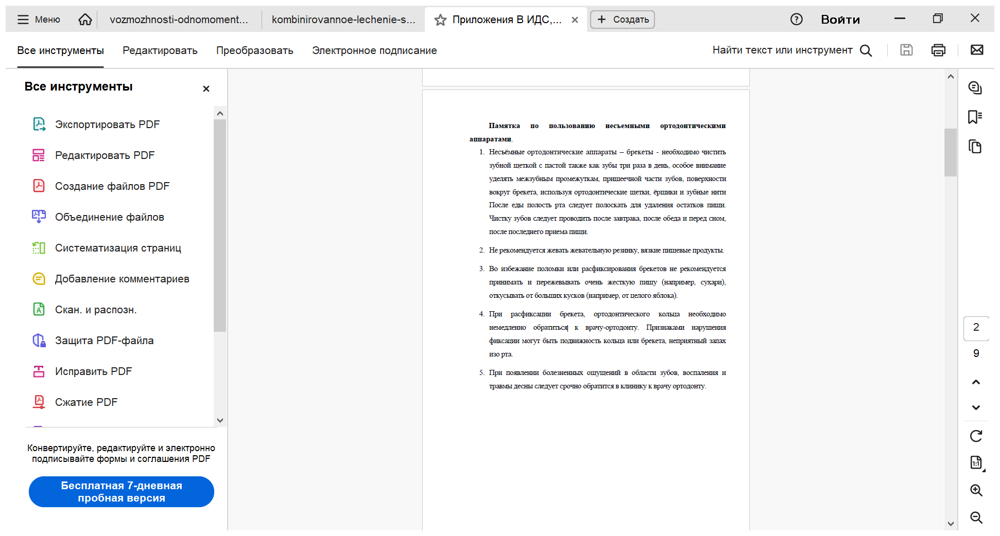 Меню
vozmozhnosti-odnomoment...
kombinirovannoe-lechenie-s...
Приложения В ИДС,...
Создать
Войти
Все инструменты
Редактировать
Преобразовать
Электронное подписание
Найти текст или инструмент
Все инструменты
Экспортировать PDF
Редактировать PDF
Создание файлов PDF
Объединение файлов
Систематизация страниц
Добавление комментариев
Скан. и распозн.
Защита PDF-файла
Исправить PDF
Сжатие PDF
Конвертируйте, редактируйте и электронно
подписывайте формы и соглашения PDF
Бесплатная 7-дневная
пробная версия
Памятка по пользованию несъемными ортодонтическими
аппаратами.
1. Несъёмные ортодонтические аппараты – брекеты - необходимо чистить
зубной щеткой с пастой также как зубы три раза в день, особое внимание
уделять межзубным промежуткам, пришеечной части зубов, поверхности
вокруг брекета, используя ортодонтические щетки, ёршики и зубные нити
После еды полость рта следует полоскать для удаления остатков пищи.
Чистку зубов следует проводить после завтрака, после обеда и перед сном,
после последнего приема пищи.
2. Не рекомендуется жевать жевательную резинку, вязкие пищевые продукты.
3. Во избежание поломки или расфиксирования брекетов не рекомендуется
принимать и пережевывать очень жесткую пищу (например, сухари),
откусывать от больших кусков (например, от целого яблока).
4. При расфиксации брекета, ортодонтического кольца необходимо
немедленно обратиться к врачу-ортодонту. Признаками нарушения
фиксации могут быть подвижность кольца или брекета, неприятный запах
изо рта.
5. При появлении болезненных ощущений в области зубов, воспаления и
травмы десны следует срочно обратится в клинику к врачу ортодонту.
2
9
1:1